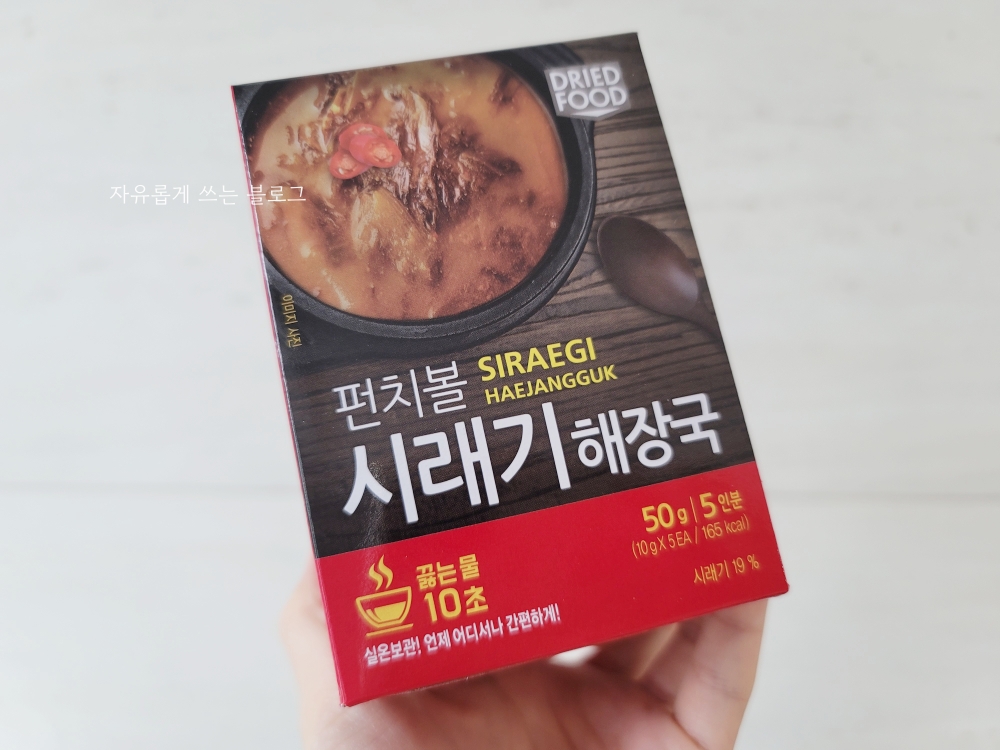 DRIED
FOOD
자유롭게 쓰는 블로그
이미지 사진
펀치볼 SIRAEGI
HAEJANGGUK
시래기 해장국
50g | 5인분
(10g X 5EA / 165 kcal)
시래기 19 %
끓는 물
10초
실온보관! 언제 어디서나 간편하게!